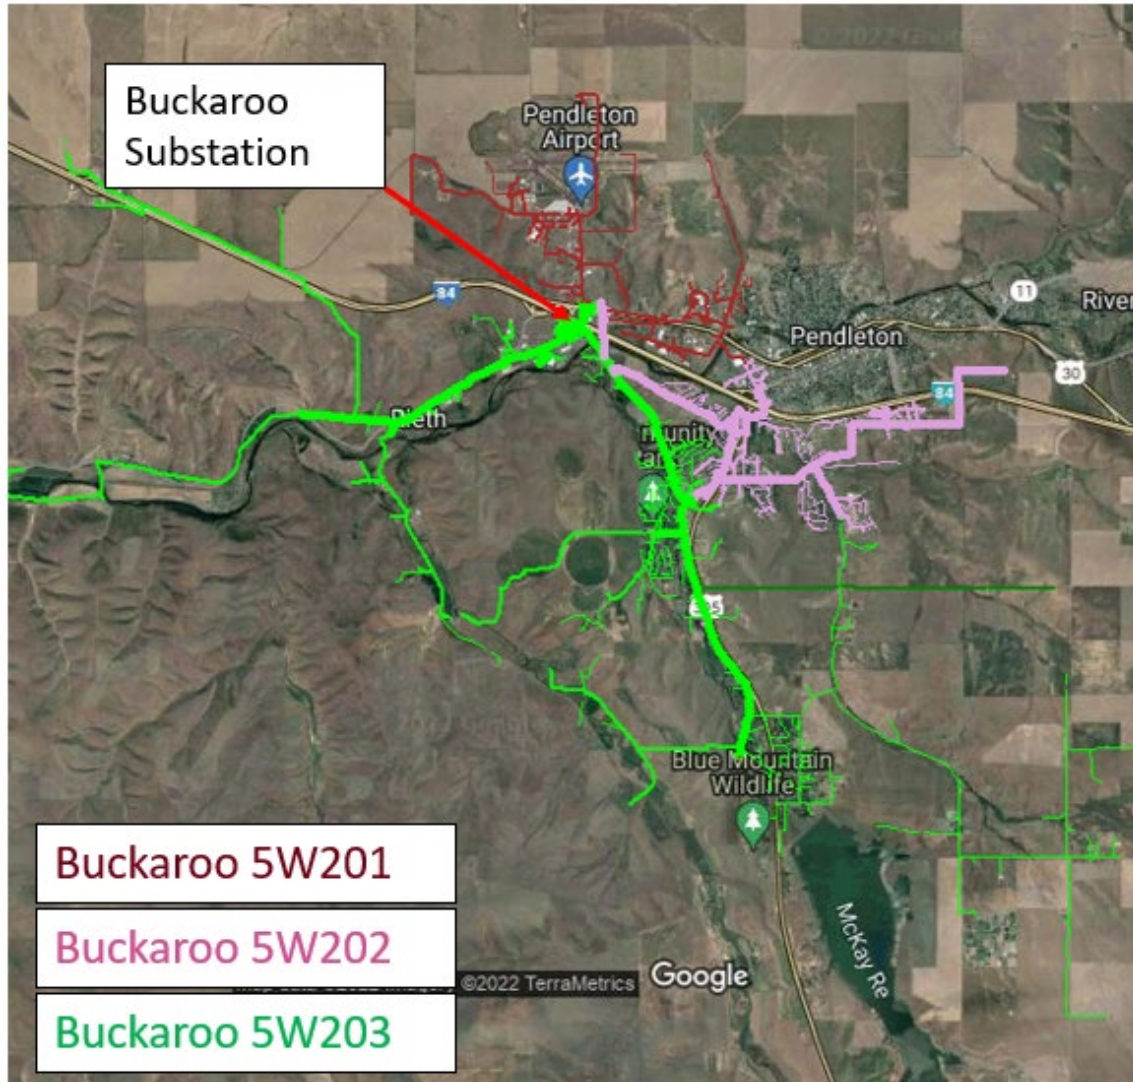 Buckaroo
Substation
Pendleton
Airport
84
11
River
Pendleton
30
84
Rieth
munity
Blue Mountain
Wildlife
McKay Re
Buckaroo 5W201
Buckaroo 5W202
Buckaroo 5W203
©2022 TerraMetrics
Google